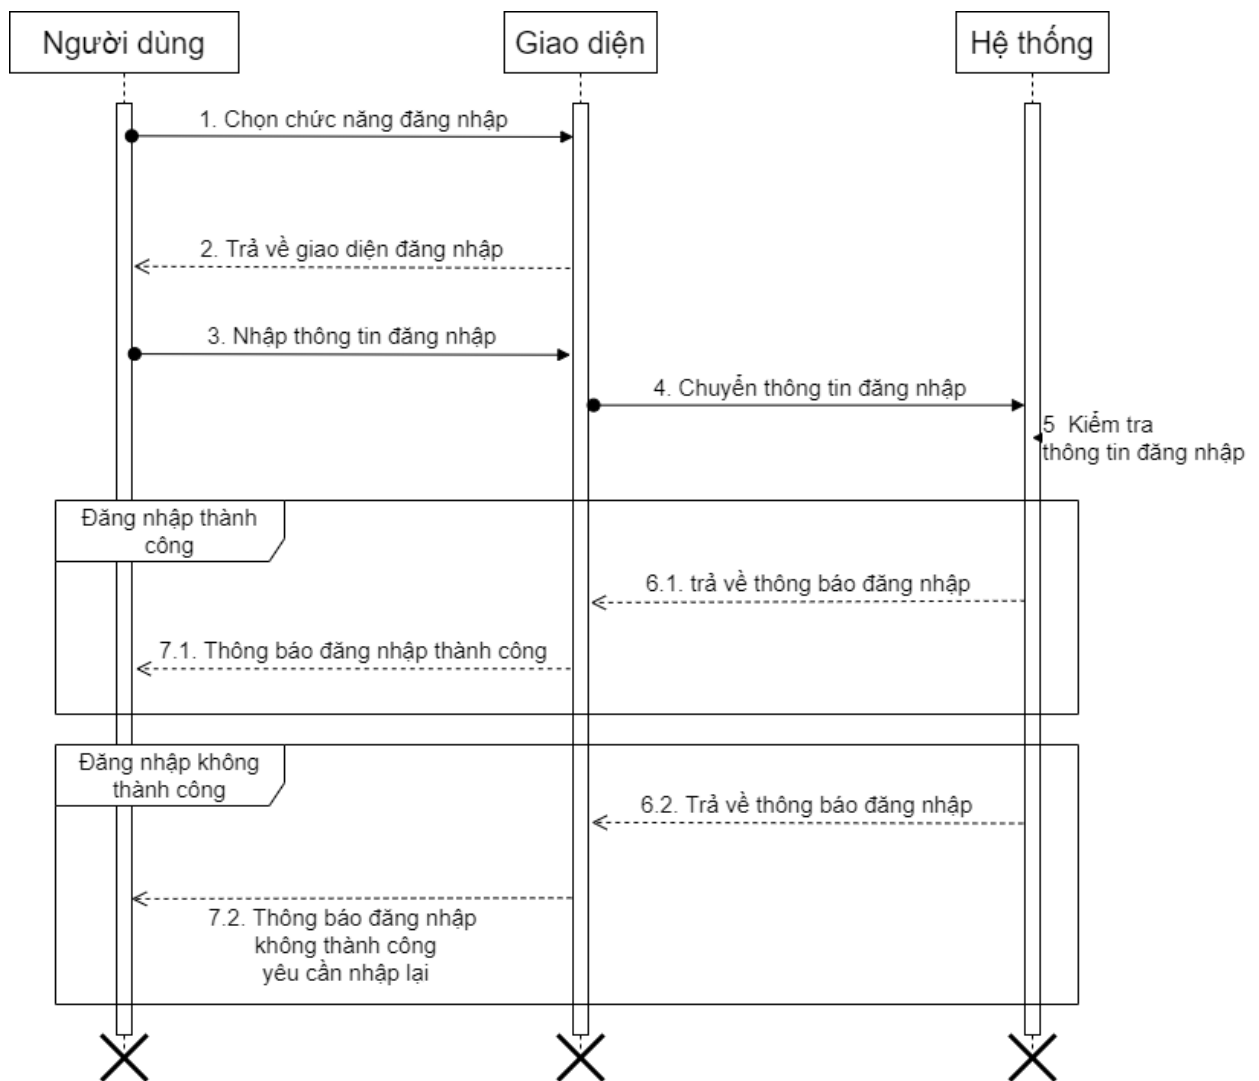 Người dùng
Giao diện
Hệ thống
1. Chọn chức năng đăng nhập
2. Trả về giao diện đăng nhập
3. Nhập thông tin đăng nhập
4. Chuyển thông tin đăng nhập
5 Kiểm tra
thông tin đăng nhập
Đăng nhập thành
công
6.1. trả về thông báo đăng nhập
7.1. Thông báo đăng nhập thành công
Đăng nhập không
thành công
6.2. Trả về thông báo đăng nhập
7.2. Thông báo đăng nhập
không thành công
yêu cần nhập lại